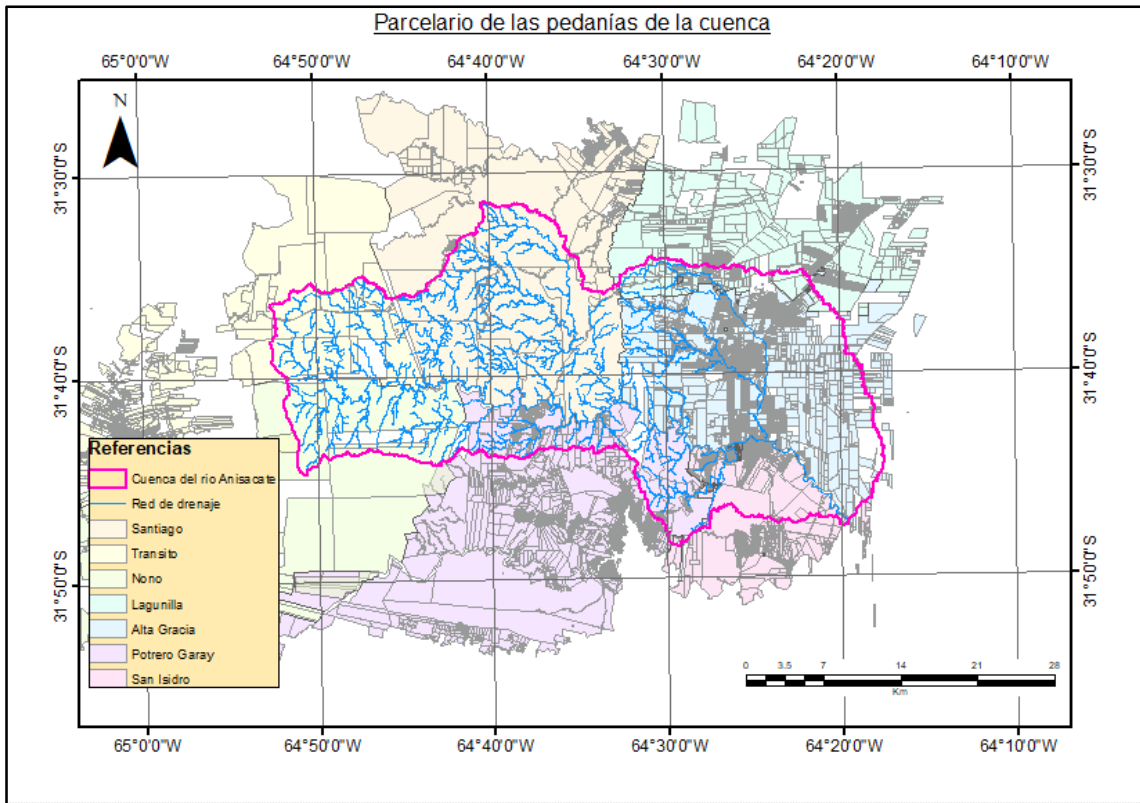 Parcelario de las pedanías de la cuenca
65°0'0"W 64°50'0"W 64°40'0"W 64°30'0"W 64°20'0"W 64°10'0"W
N
31°30'0"S 31°30'0"S
31°40'0"S 31°40'0"S
31°50'0"S 31°50'0"S
Referencias
Cuenca del rio Anisacate
Red de drenaje
Santiago
Transito
Nono
Lagunilla
Alta Gracia
Potrero Garay
San Isidro
0 3.5 7 14 21 28
Km
65°0'0"W 64°50'0"W 64°40'0"W 64°30'0"W 64°20'0"W 64°10'0"W